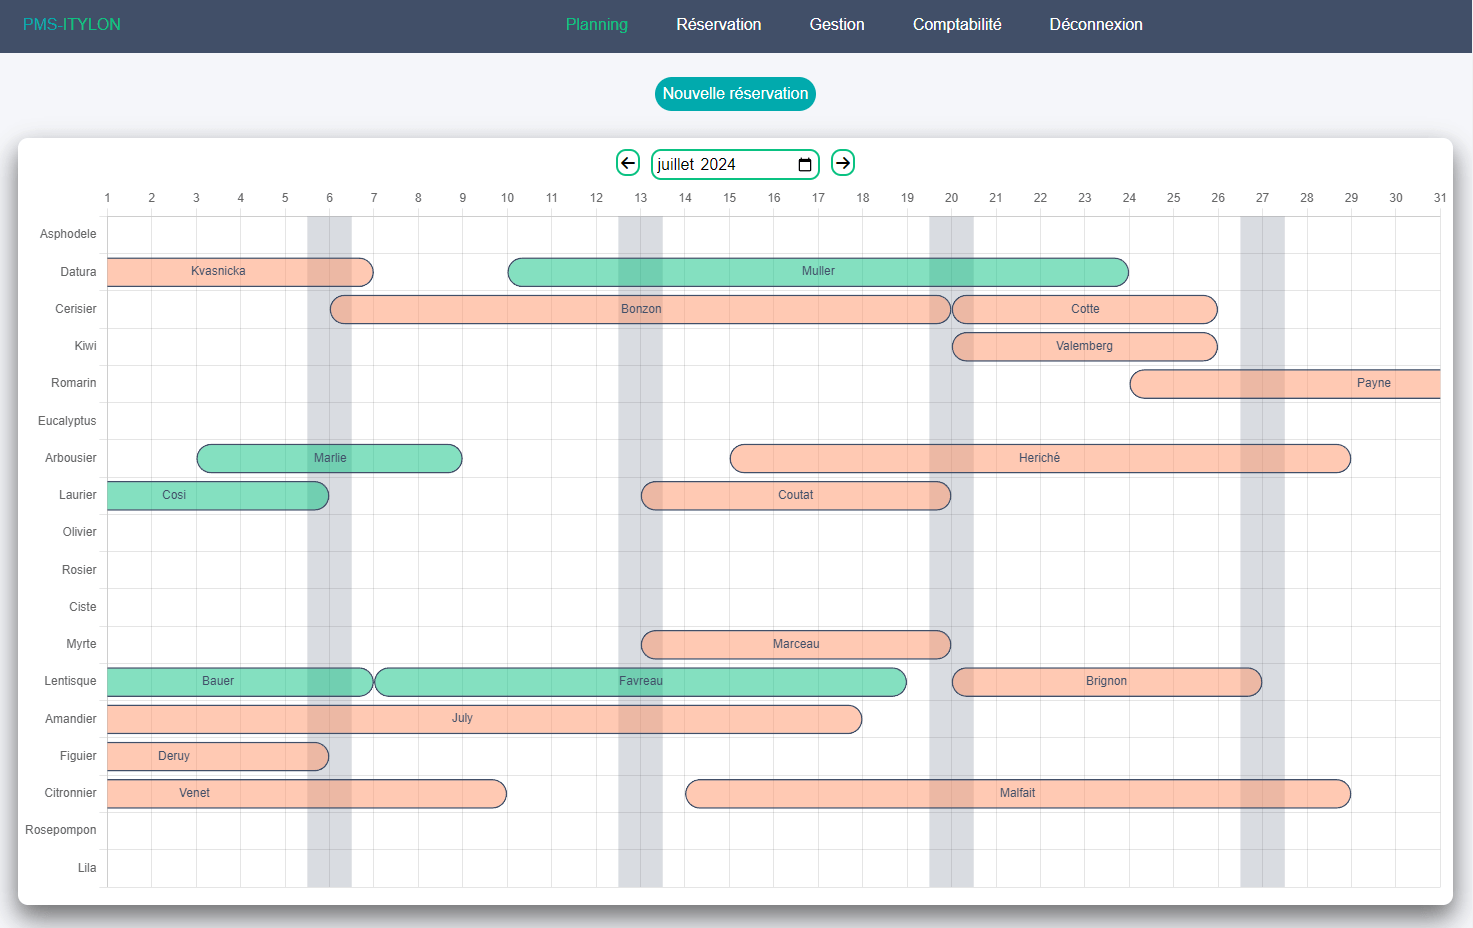 PMS-ITYLON Planning Réservation Gestion Comptabilité Déconnexion
Nouvelle réservation
juillet 2024
1 2 3 4 5 6 7 8 9 10 11 12 13 14 15 16 17 18 19 20 21 22 23 24 25 26 27 28 29 30 31
Asphodele
Datura Kvasnicka Muller
Cerisier Bonzon Cotte
Kiwi Valemberg
Romarin Payne
Eucalyptus
Arbousier Marlie Heriché
Laurier Cosi Coutat
Olivier
Rosier
Ciste
Myrte Marceau
Lentisque Bauer Favreau Brignon
Amandier July
Figuier Deruy
Citronnier Venet Malfait
Rosepompon
Lila